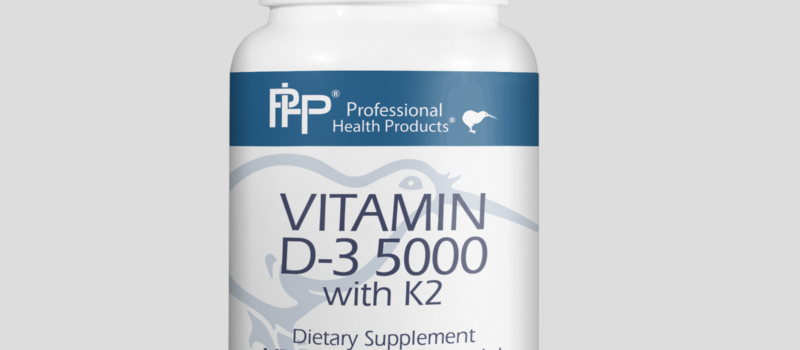 PHP®
Professional
Health Products®
VITAMIN
D-3 5000
with K2
Dietary Supplement